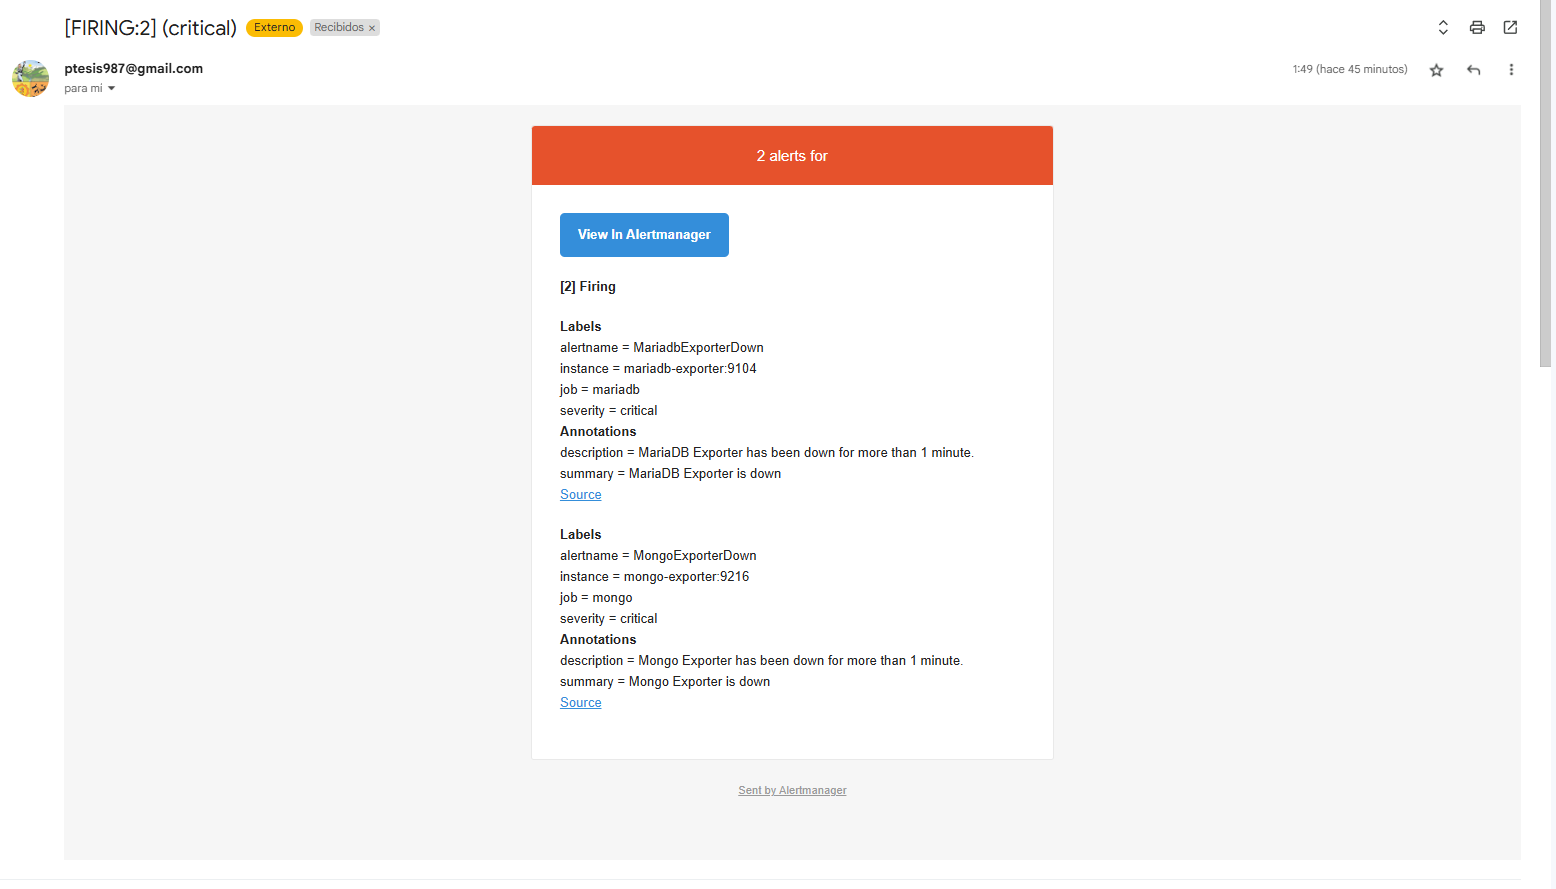 [FIRING:2] (critical) Externo Recibidos ×
ptesis987@gmail.com 1:49 (hace 45 minutos)
para mí
2 alerts for
View In Alertmanager
[2] Firing
Labels
alertname = MariadbExporterDown
instance = mariadb-exporter:9104
job = mariadb
severity = critical
Annotations
description = MariaDB Exporter has been down for more than 1 minute.
summary = MariaDB Exporter is down
Source
Labels
alertname = MongoExporterDown
instance = mongo-exporter:9216
job = mongo
severity = critical
Annotations
description = Mongo Exporter has been down for more than 1 minute.
summary = Mongo Exporter is down
Source
Sent by Alertmanager